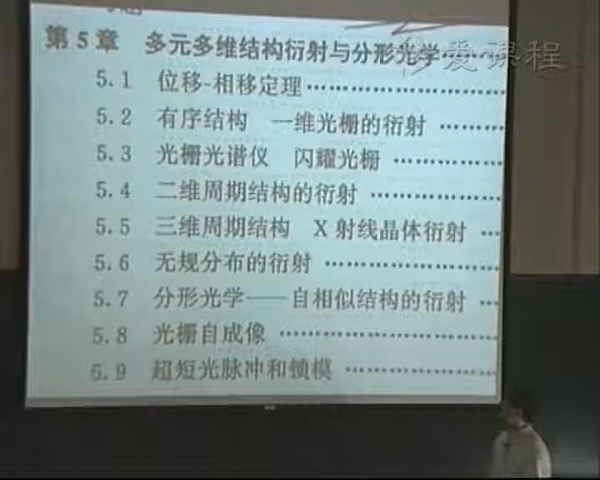 爱课程
第5章 多元多维结构衍射与分形光学……
5.1 位移-相移定理……
5.2 有序结构 一维光栅的衍射……
5.3 光栅光谱仪 闪耀光栅……
5.4 二维周期结构的衍射……
5.5 三维周期结构 X射线晶体衍射……
5.6 无规分布的衍射……
5.7 分形光学——自相似结构的衍射……
5.8 光栅自成像……
5.9 超短光脉冲和锁模……